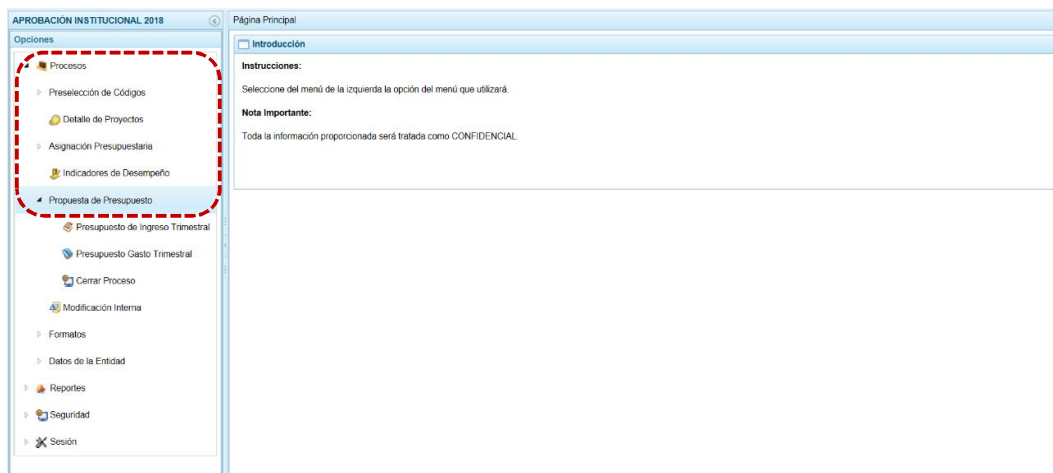 APROBACIÓN INSTITUCIONAL 2018
Opciones
Procesos
Preselección de Códigos
Detalle de Proyectos
Asignación Presupuestaria
Indicadores de Desempeño
Propuesta de Presupuesto
Presupuesto de Ingreso Trimestral
Presupuesto Gasto Trimestral
Cerrar Proceso
Modificación Interna
Formatos
Datos de la Entidad
Reportes
Seguridad
Sesión
Página Principal
Introducción
Instrucciones:
Seleccione del menú de la izquierda la opción del menú que utilizará.
Nota Importante:
Toda la información proporcionada será tratada como CONFIDENCIAL.